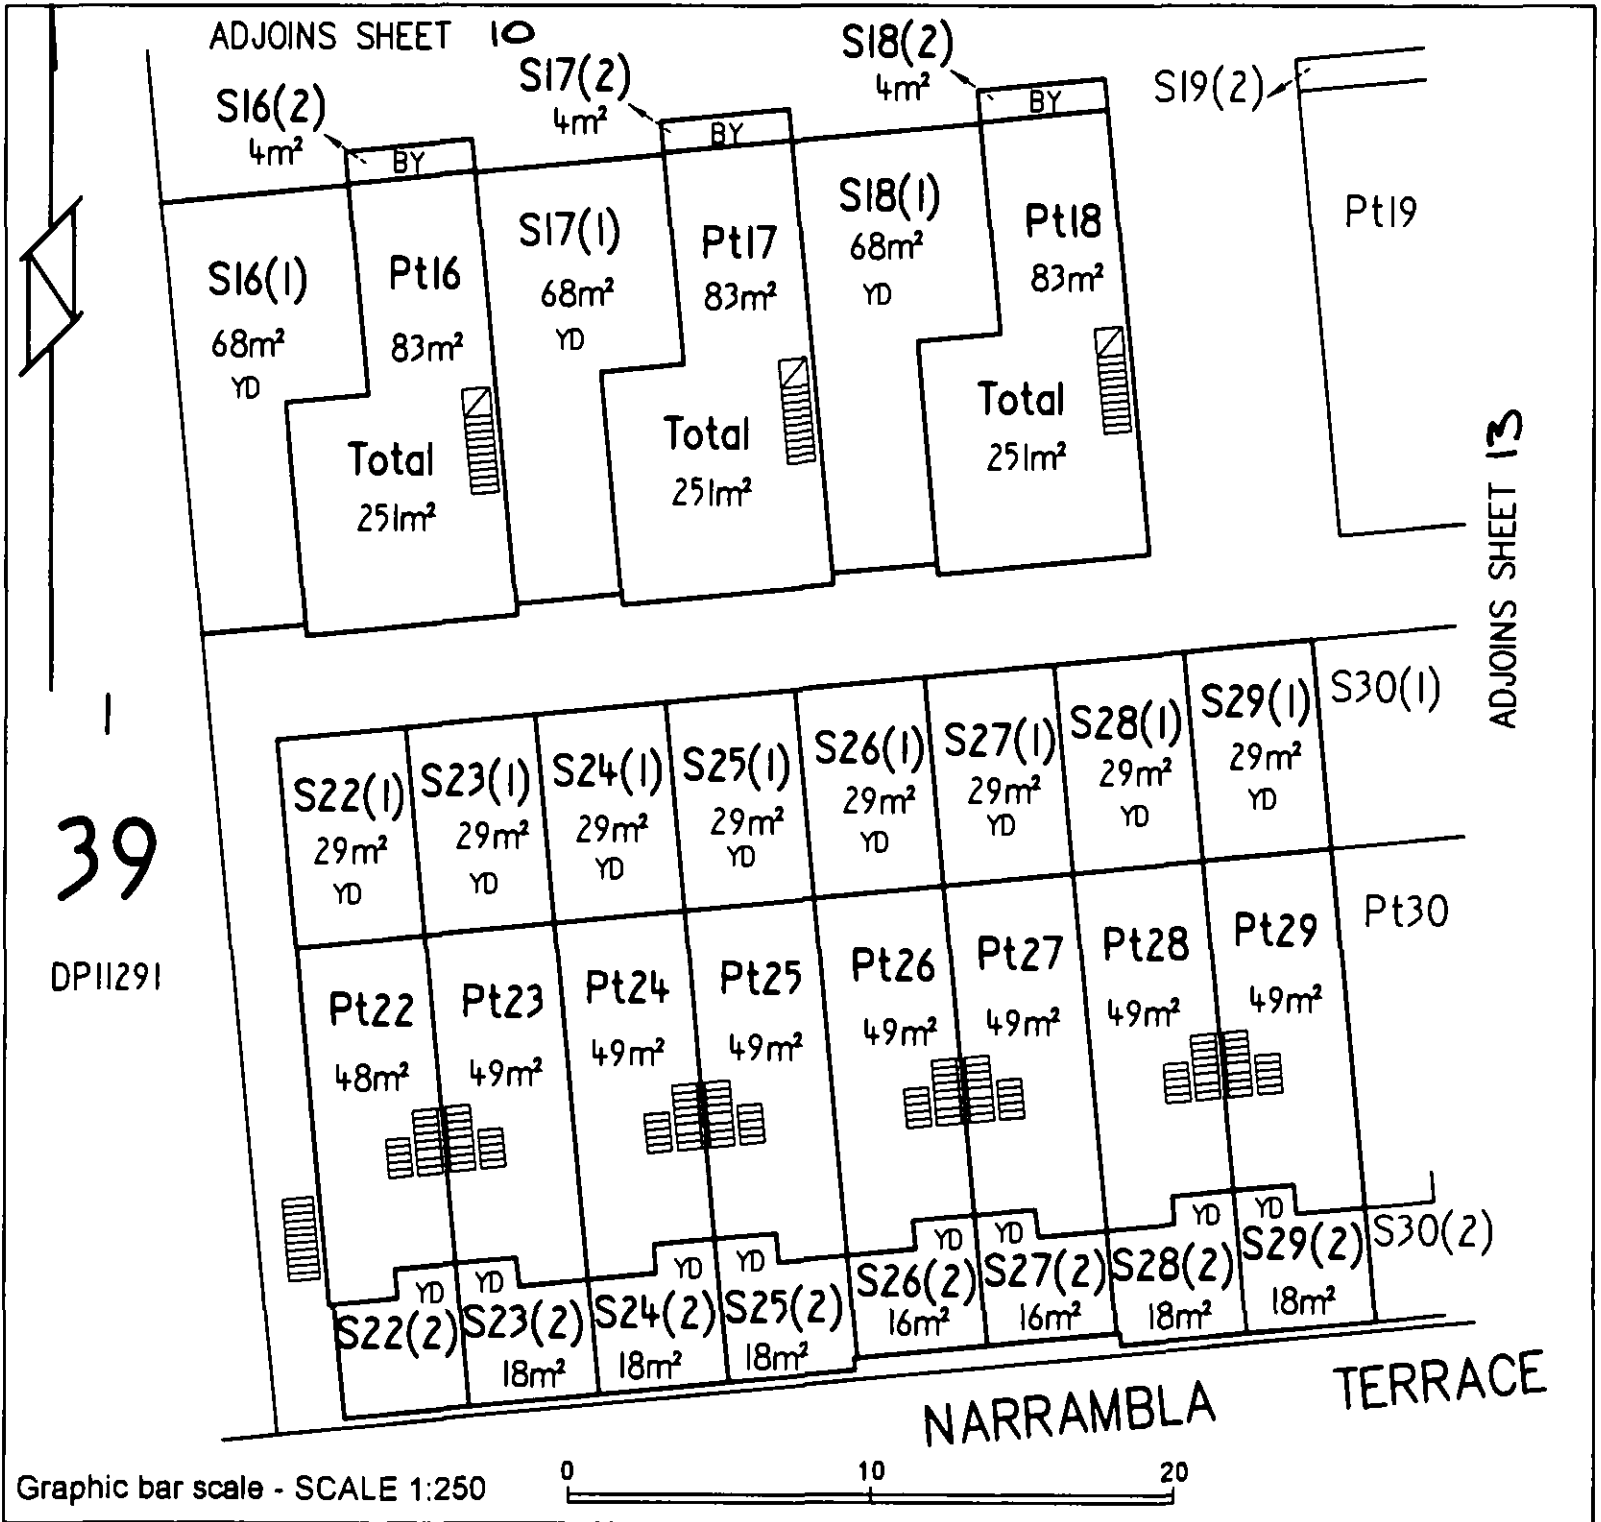 ADJOINS SHEET 10
S16(2)
4m²
BY
S17(2)
4m²
BY
S18(2)
4m²
BY
S19(2)
S16(1)
68m²
YD
Pt16
83m²
Total
251m²
S17(1)
68m²
YD
Pt17
83m²
Total
251m²
S18(1)
68m²
YD
Pt18
83m²
Total
251m²
Pt19
ADJOINS SHEET 13
1
39
DP11291
S22(1)
29m²
YD
S23(1)
29m²
YD
S24(1)
29m²
YD
S25(1)
29m²
YD
S26(1)
29m²
YD
S27(1)
29m²
YD
S28(1)
29m²
YD
S29(1)
29m²
YD
S30(1)
Pt22
48m²
Pt23
49m²
Pt24
49m²
Pt25
49m²
Pt26
49m²
Pt27
49m²
Pt28
49m²
Pt29
49m²
Pt30
YD
S22(2)
YD
S23(2)
18m²
YD
S24(2)
18m²
YD
S25(2)
18m²
YD
S26(2)
16m²
YD
S27(2)
16m²
YD
S28(2)
18m²
YD
S29(2)
18m²
S30(2)
NARRAMBLA TERRACE
Graphic bar scale - SCALE 1:250
0 10 20